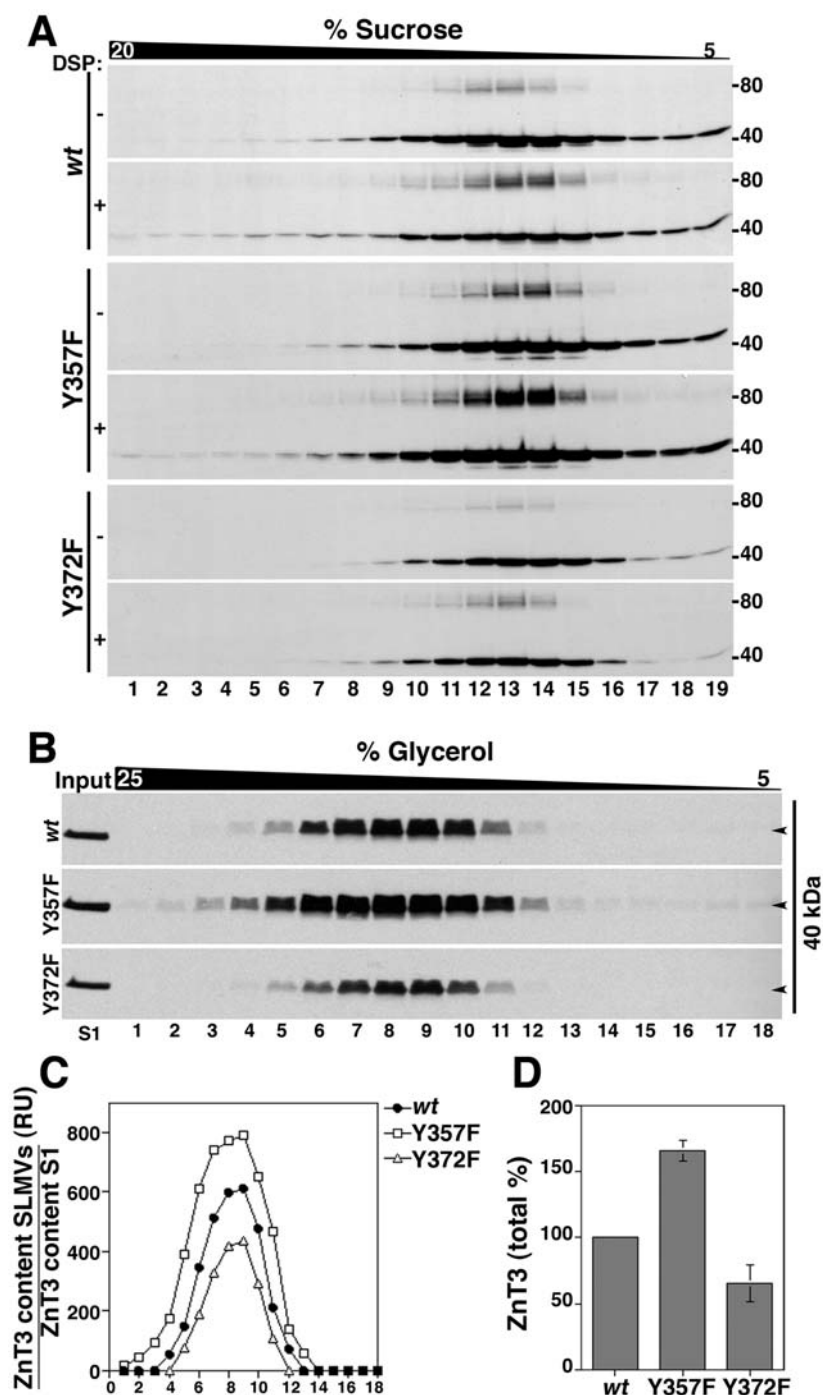 A
% Sucrose
20 5
DSP:
wt
-
-80
-40
+
-80
-40
Y357F
-
-80
-40
+
-80
-40
Y372F
-
-80
-40
+
-80
-40
1 2 3 4 5 6 7 8 9 10 11 12 13 14 15 16 17 18 19
B
% Glycerol
Input 25 5
wt
Y357F
Y372F
40 kDa
S1 1 2 3 4 5 6 7 8 9 10 11 12 13 14 15 16 17 18
C
ZnT3 content SLMVs (RU)
ZnT3 content S1
800
600
400
200
0
0 2 4 6 8 10 12 14 16 18
wt
Y357F
Y372F
D
ZnT3 (total %)
200
150
100
50
0
wt Y357F Y372F